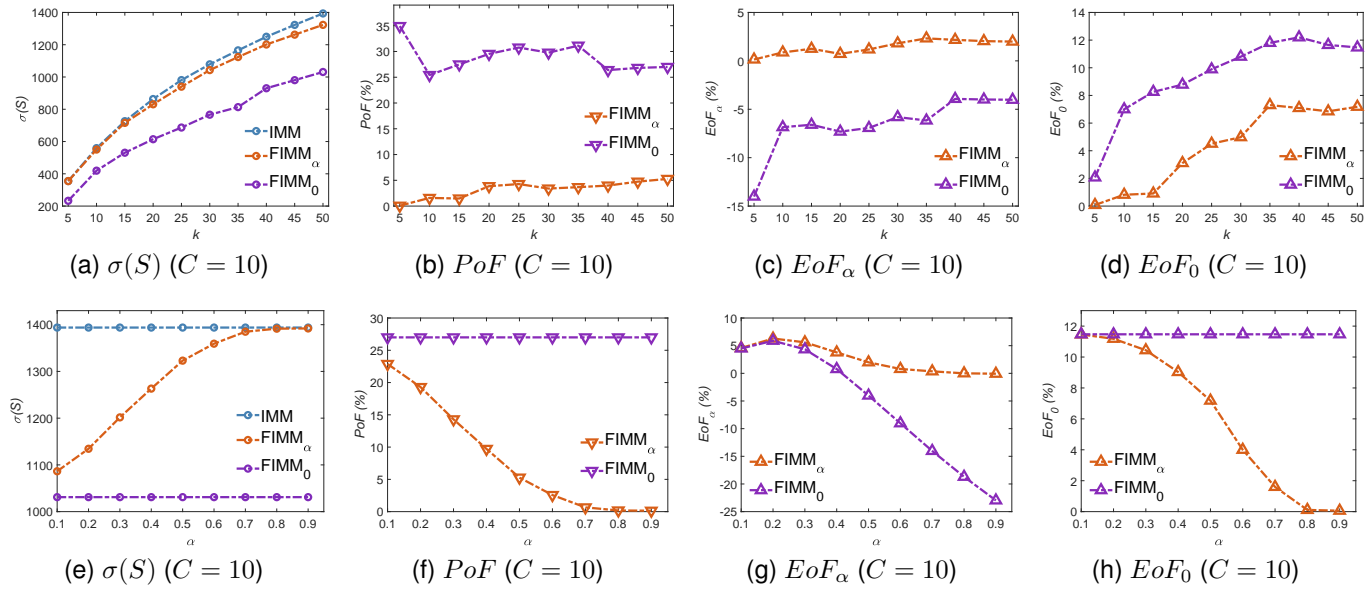 1400
1200
1000
800
600
400
200
σ(S)
5 10 15 20 25 30 35 40 45 50
k
IMM
FIMMα
FIMM0
(a) σ(S) (C = 10)
35%
30%
25%
20%
15%
10%
5%
0
PoF (%)
5 10 15 20 25 30 35 40 45 50
k
FIMMα
FIMM0
(b) PoF (C = 10)
5%
0%
-5%
-10%
-15%
EoFα (%)
5 10 15 20 25 30 35 40 45 50
k
FIMMα
FIMM0
(c) EoFα (C = 10)
14%
12%
10%
8%
6%
4%
2%
0
EoF0 (%)
5 10 15 20 25 30 35 40 45 50
k
FIMMα
FIMM0
(d) EoF0 (C = 10)
1400
1300
1200
1100
1000
σ(S)
0.1 0.2 0.3 0.4 0.5 0.6 0.7 0.8 0.9
α
IMM
FIMMα
FIMM0
(e) σ(S) (C = 10)
30
25
20
15
10
5
0
PoF (%)
0.1 0.2 0.3 0.4 0.5 0.6 0.7 0.8 0.9
α
FIMMα
FIMM0
(f) PoF (C = 10)
10
5
0
-5
-10
-15
-20
-25
EoFα (%)
0.1 0.2 0.3 0.4 0.5 0.6 0.7 0.8 0.9
α
FIMMα
FIMM0
(g) EoFα (C = 10)
12
10
8
6
4
2
0
EoF0 (%)
0.1 0.2 0.3 0.4 0.5 0.6 0.7 0.8 0.9
α
FIMMα
FIMM0
(h) EoF0 (C = 10)